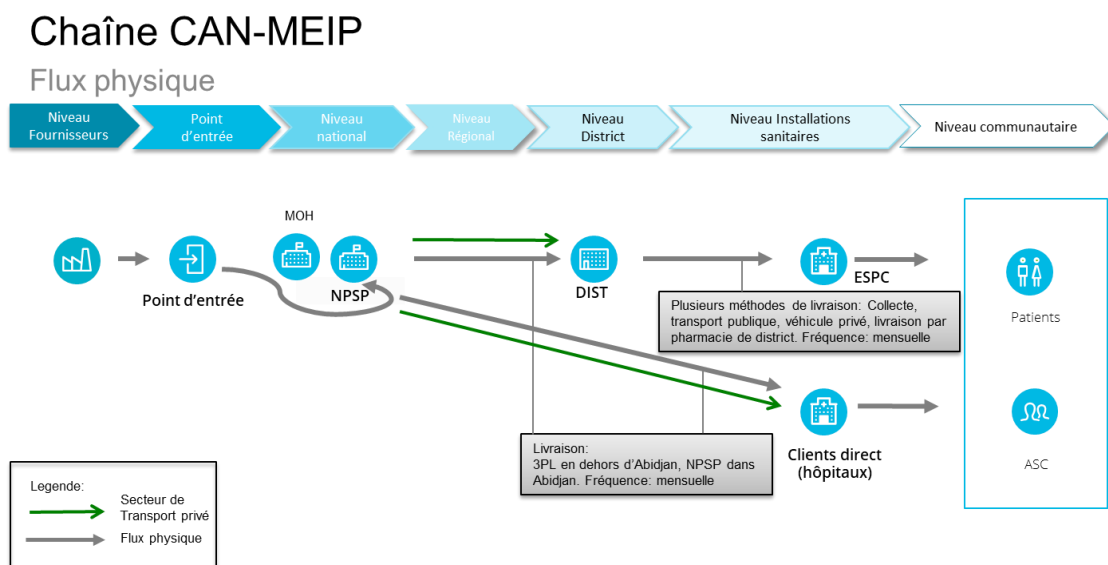 Chaîne CAN-MEIP
Flux physique
Niveau
Fournisseurs
Point
d'entrée
Niveau
national
Niveau
Régional
Niveau
District
Niveau Installations
sanitaires
Niveau communautaire
MOH
Point d'entrée
NPSP
DIST
ESPC
Patients
Plusieurs méthodes de livraison: Collecte,
transport publique, véhicule privé, livraison par
pharmacie de district. Fréquence: mensuelle
Livraison:
3PL en dehors d'Abidjan, NPSP dans
Abidjan. Fréquence: mensuelle
Clients direct
(hôpitaux)
ASC
Legende:
Secteur de
Transport privé
Flux physique